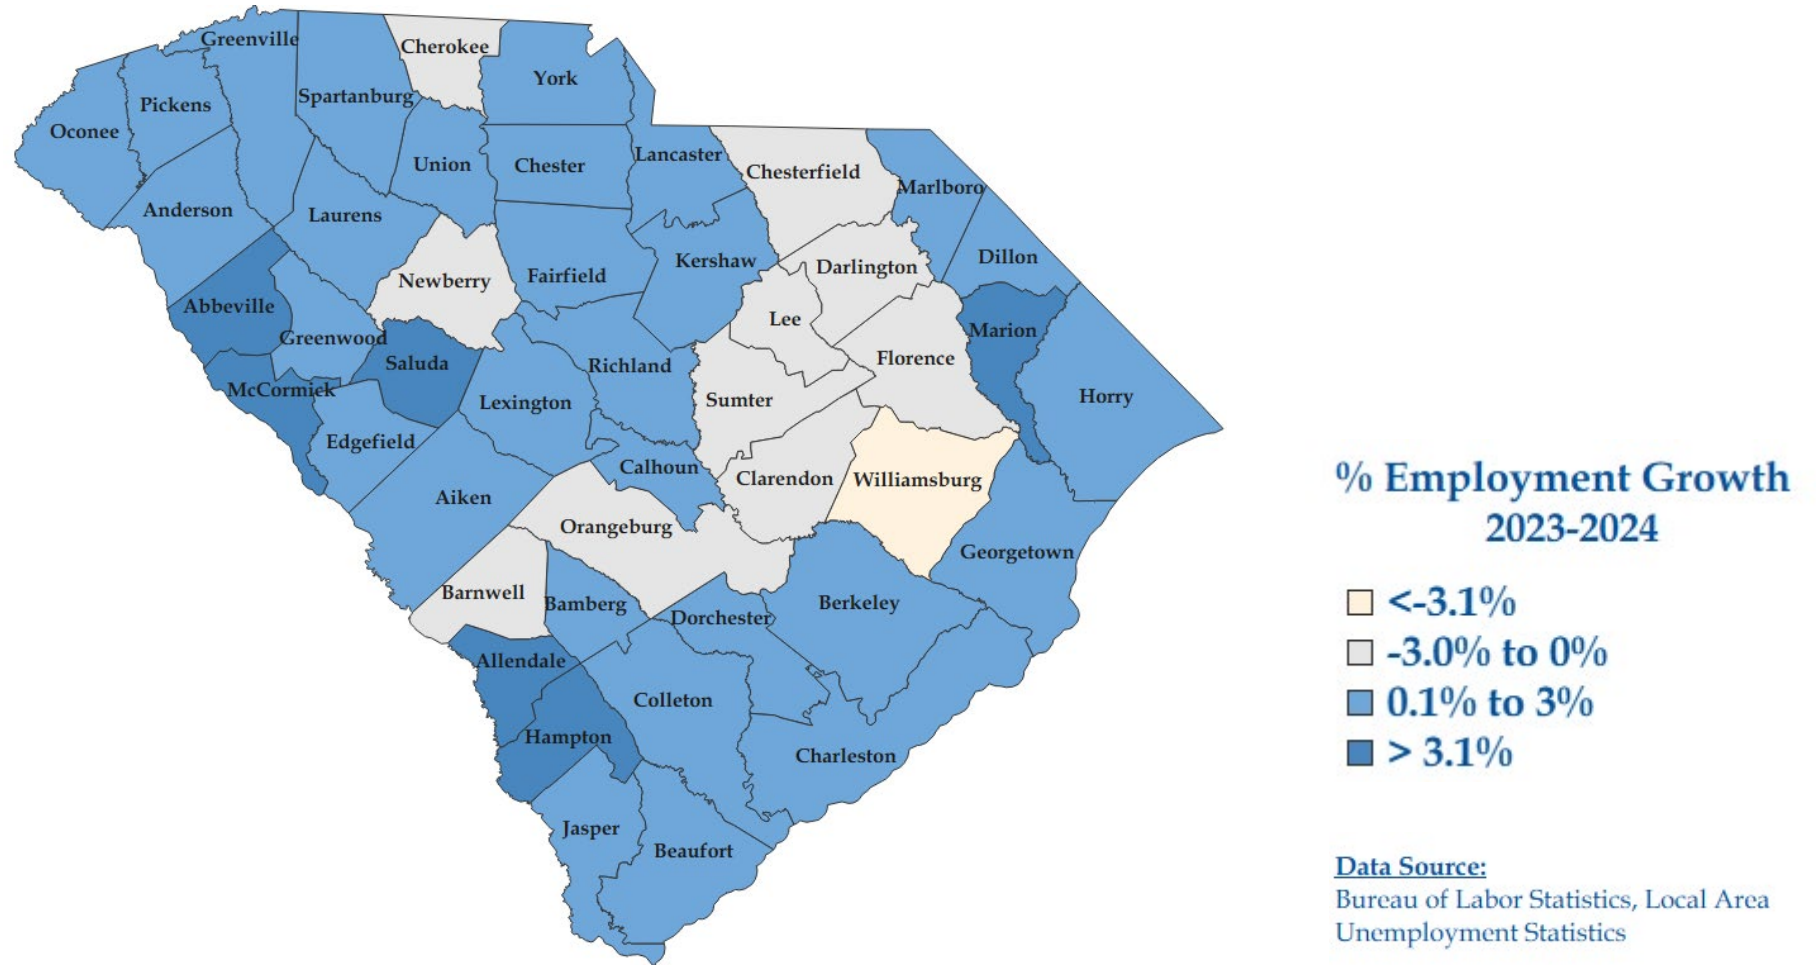 Greenville
Cherokee
York
Spartanburg
Pickens
Oconee
Union
Chester
Lancaster
Chesterfield
Marlboro
Anderson
Laurens
Dillon
Kershaw
Darlington
Fairfield
Newberry
Abbeville
Lee
Marion
Greenwood
Saluda
Richland
Florence
McCormick
Lexington
Sumter
Horry
Edgefield
Calhoun
Clarendon
Williamsburg
Aiken
Orangeburg
Georgetown
Barnwell
Bamberg
Dorchester
Berkeley
Allendale
Colleton
Hampton
Charleston
Jasper
Beaufort
% Employment Growth
2023-2024
<-3.1%
-3.0% to 0%
0.1% to 3%
> 3.1%
Data Source:
Bureau of Labor Statistics, Local Area
Unemployment Statistics